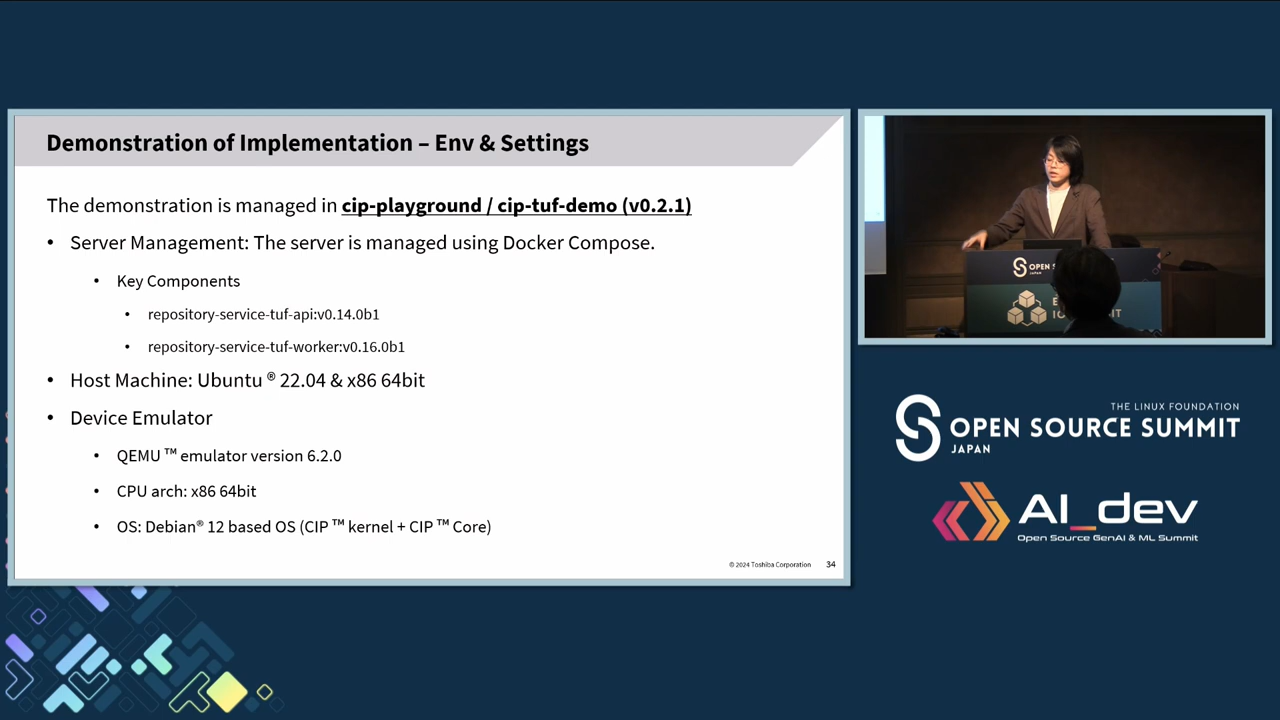 Demonstration of Implementation – Env & Settings
The demonstration is managed in cip-playground / cip-tuf-demo (v0.2.1)
• Server Management: The server is managed using Docker Compose.
• Key Components
• repository-service-tuf-api:v0.14.0b1
• repository-service-tuf-worker:v0.16.0b1
• Host Machine: Ubuntu ® 22.04 & x86 64bit
• Device Emulator
• QEMU ™ emulator version 6.2.0
• CPU arch: x86 64bit
• OS: Debian® 12 based OS (CIP ™ kernel + CIP ™ Core)
© 2024 Toshiba Corporation 34
OPEN S
JAPAN
THE LINUX FOUNDATION
OPEN SOURCE SUMMIT
JAPAN
AI_dev
Open Source GenAI & ML Summit